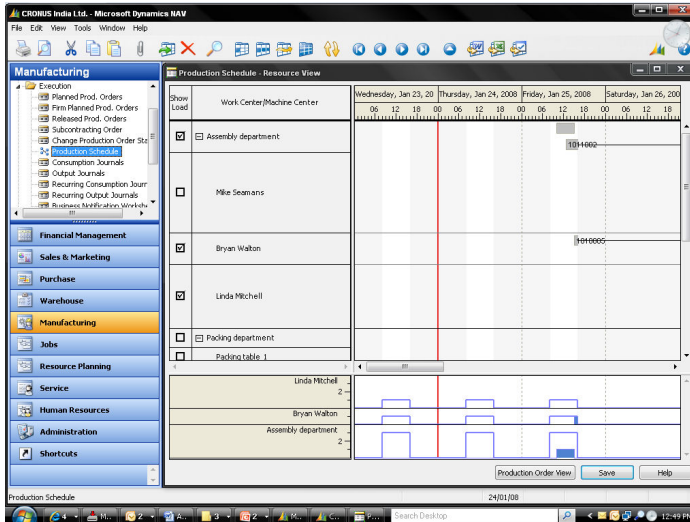 CRONUS India Ltd. - Microsoft Dynamics NAV
File Edit View Tools Window Help
Manufacturing
Execution
Planned Prod. Orders
Firm Planned Prod. Orders
Released Prod. Orders
Subcontracting Order
Change Production Order Sta
Production Schedule
Consumption Journals
Output Journals
Recurring Consumption Journ
Recurring Output Journals
Business Notification Workshe
Financial Management
Sales & Marketing
Purchase
Warehouse
Manufacturing
Jobs
Resource Planning
Service
Human Resources
Administration
Shortcuts
Production Schedule - Resource View
Show Load
Work Center/Machine Center
Wednesday, Jan 23, 20 Thursday, Jan 24, 2008 Friday, Jan 25, 2008 Saturday, Jan 26, 200
06 12 18 00 06 12 18 00 06 12 18 00 06 12 18
Assembly department
1011002
Mike Seamans
Bryan Walton
1010005
Linda Mitchell
Packing department
Packing table 1
Linda Mitchell
2
Bryan Walton
Assembly department
2
Production Order View Save Help
Production Schedule
24/01/08
4 M.. 2 A.. 3 2 M.. C.. P... Search Desktop 12:49 PM